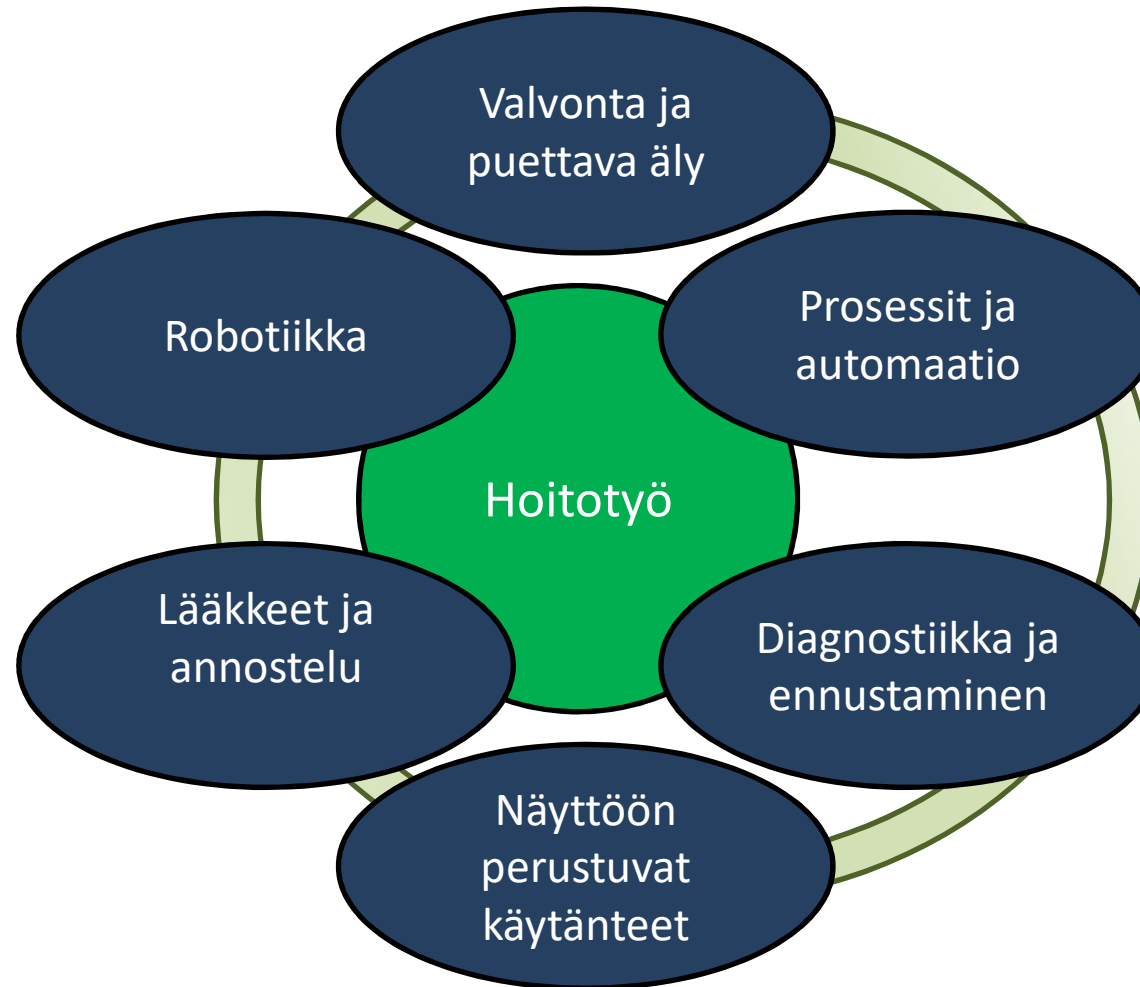 Valvonta ja
puettava äly
Prosessit ja
automaatio
Robotiikka
Hoitotyö
Lääkkeet ja
annostelu
Diagnostiikka ja
ennustaminen
Näyttöön
perustuvat
käytänteet